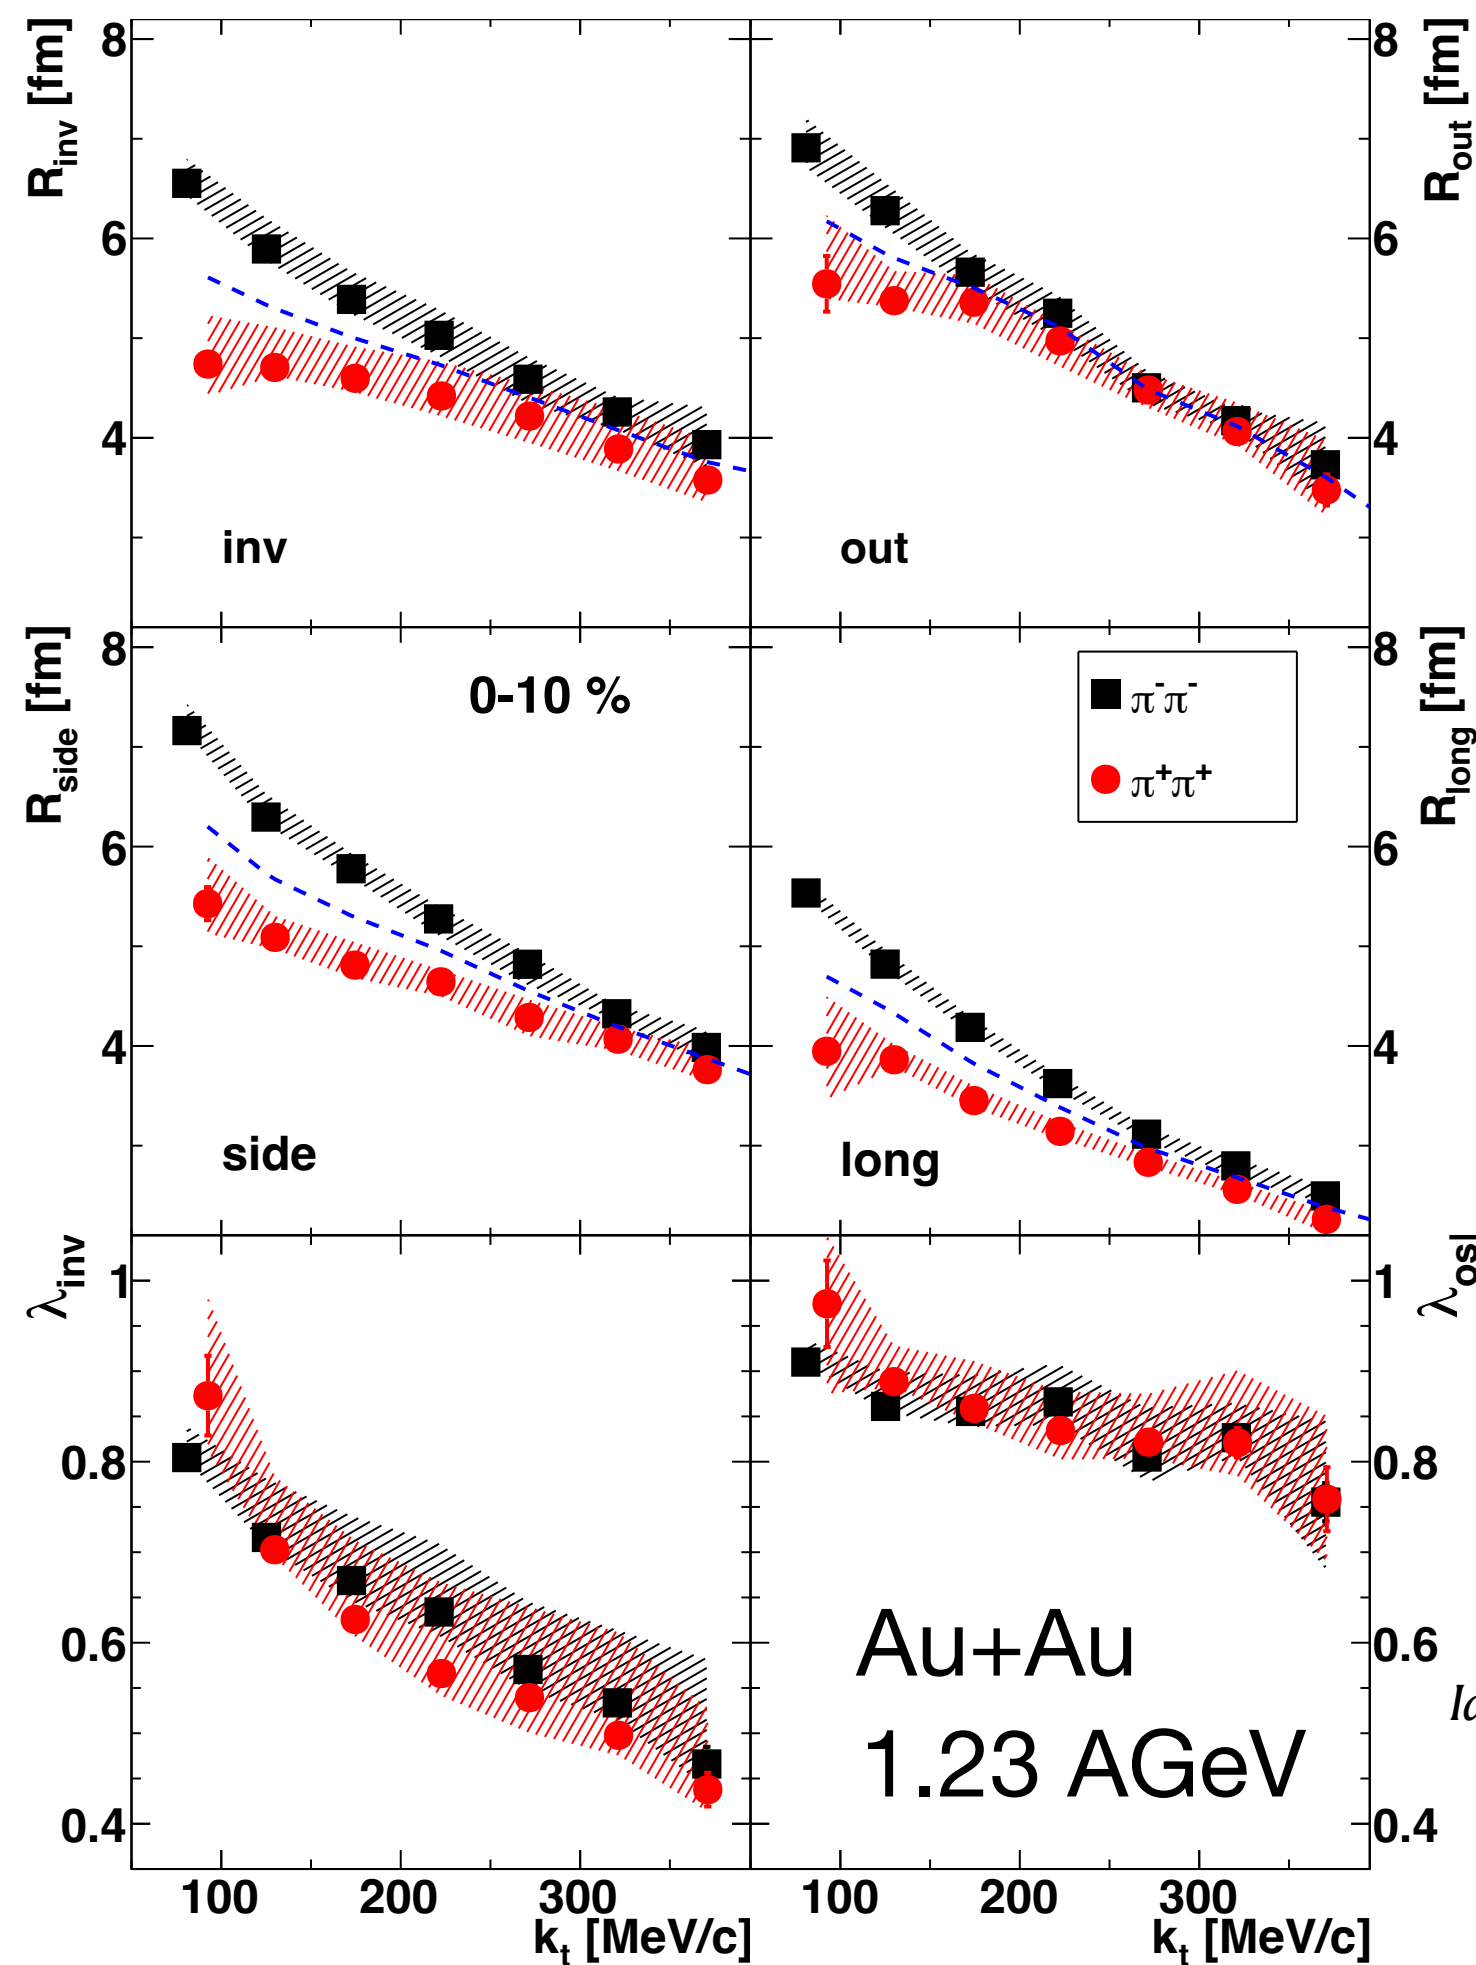 R_inv [fm]
8
6
4
inv
8
6
4
R_out [fm]
out
R_side [fm]
8
6
4
0-10 %
side
π⁻π⁻
π⁺π⁺
8
6
4
R_long [fm]
long
λ_inv
1
0.8
0.6
0.4
1
0.8
0.6
0.4
λ_osl
Au+Au
1.23 AGeV
100
200
300
k_t [MeV/c]
100
200
300
k_t [MeV/c]